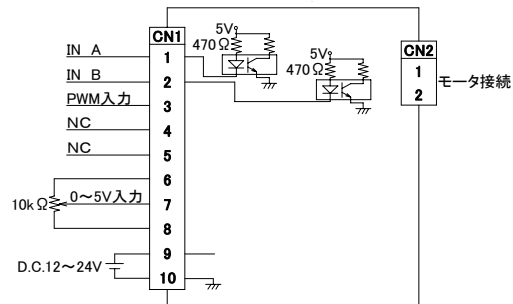 CN1
IN A
1
IN B
2
PWM入力
3
NC
4
NC
5
6
10kΩ
0～5V入力
7
8
9
D.C.12～24V
10
5V
470Ω
5V
470Ω
CN2
1
2
モータ接続